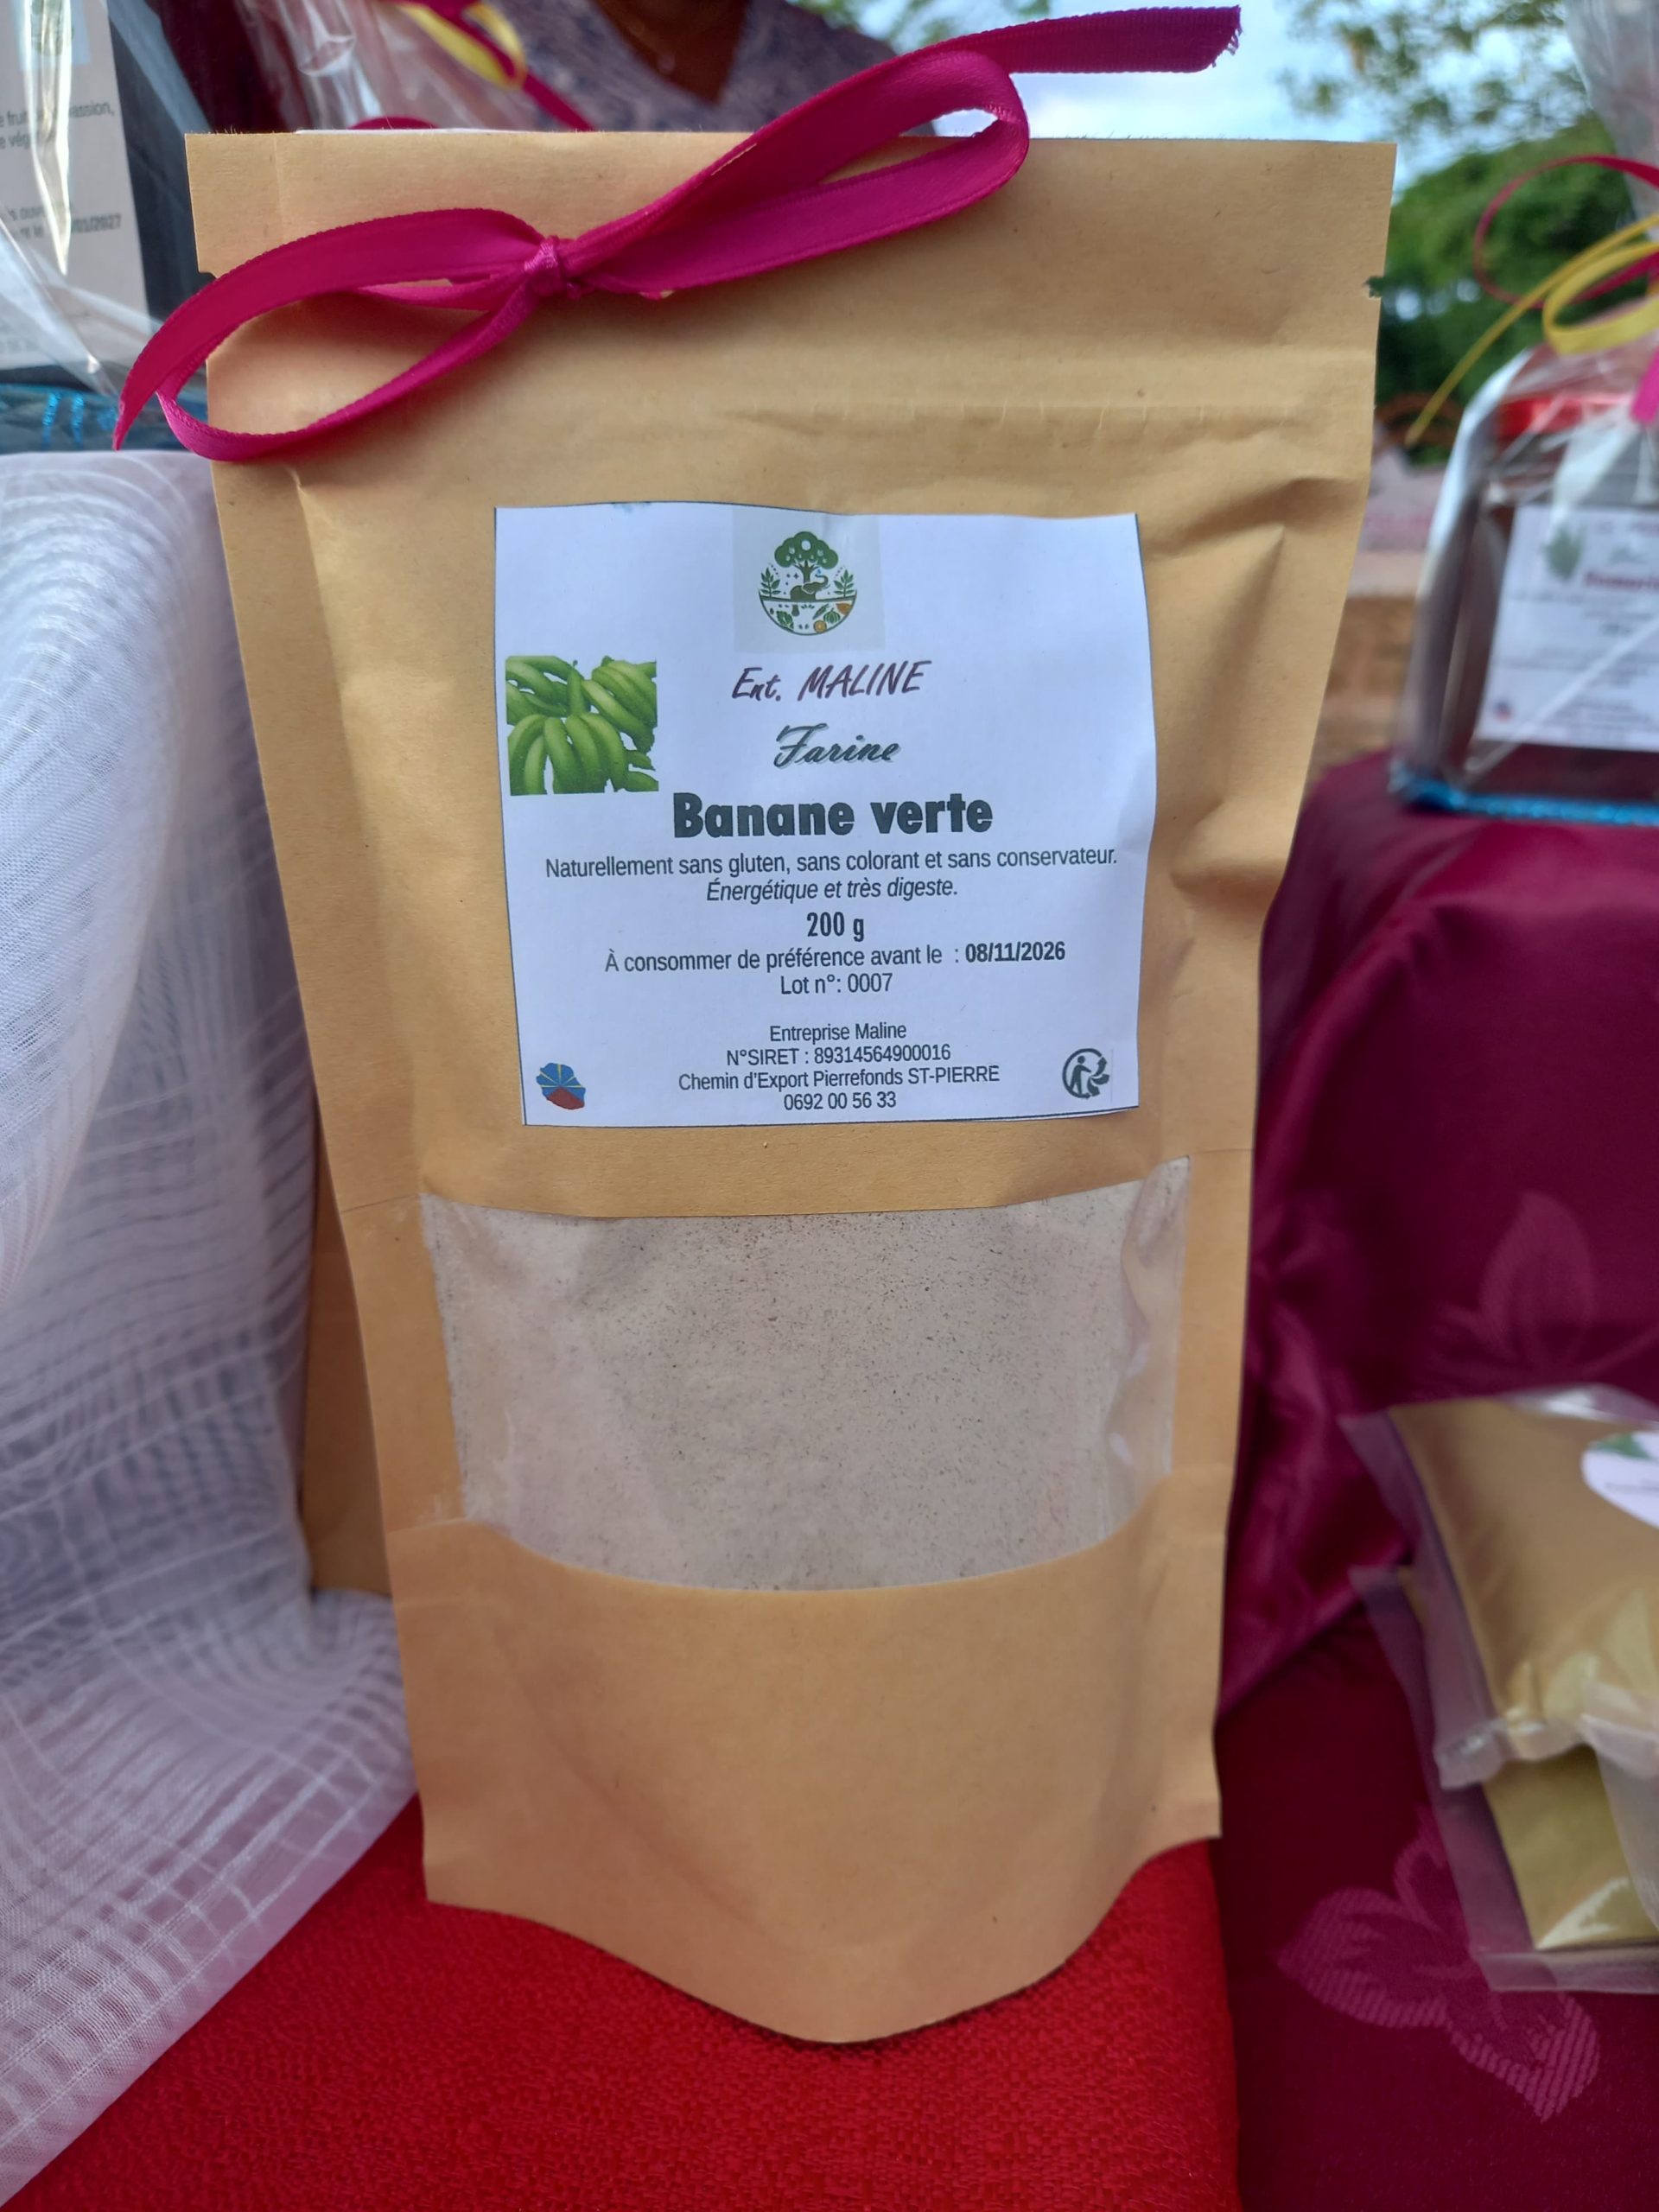 Ent. MALINE
Farine
Banane verte
Naturellement sans gluten, sans colorant et sans conservateur.
Énergétique et très digeste.
200 g
À consommer de préférence avant le : 08/11/2026
Lot n°: 0007
Entreprise Maline
N°SIRET : 89314564900016
Chemin d'Export Pierrefonds ST-PIERRE
0692 00 56 33